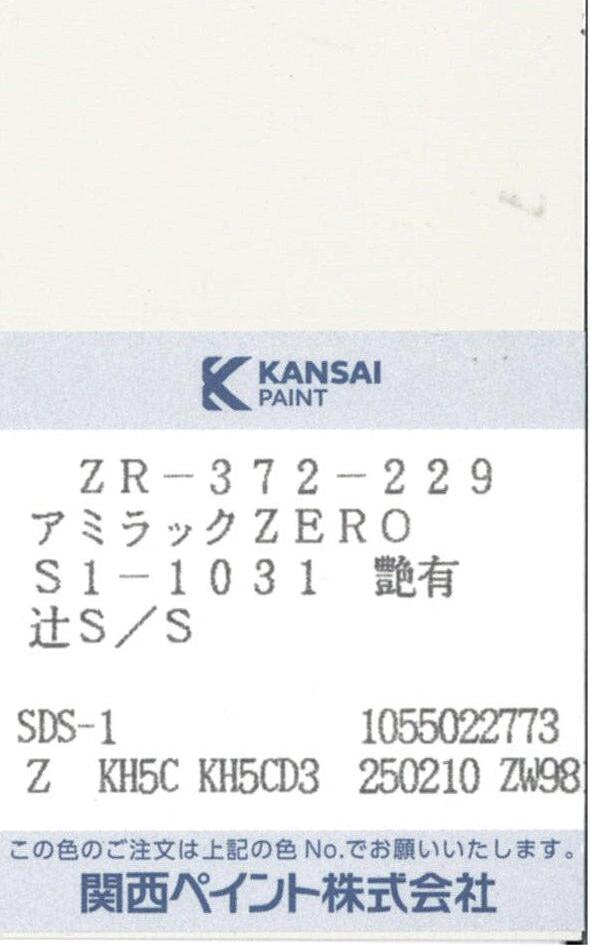 KANSAI
PAINT
ZR-372-229
アミラックZERO
S1-1031 艶有
辻S/S
SDS-1 1055022773
Z KH5C KH5CD3 250210 ZW98
この色のご注文は上記の色No.でお願いいたします。
関西ペイント株式会社